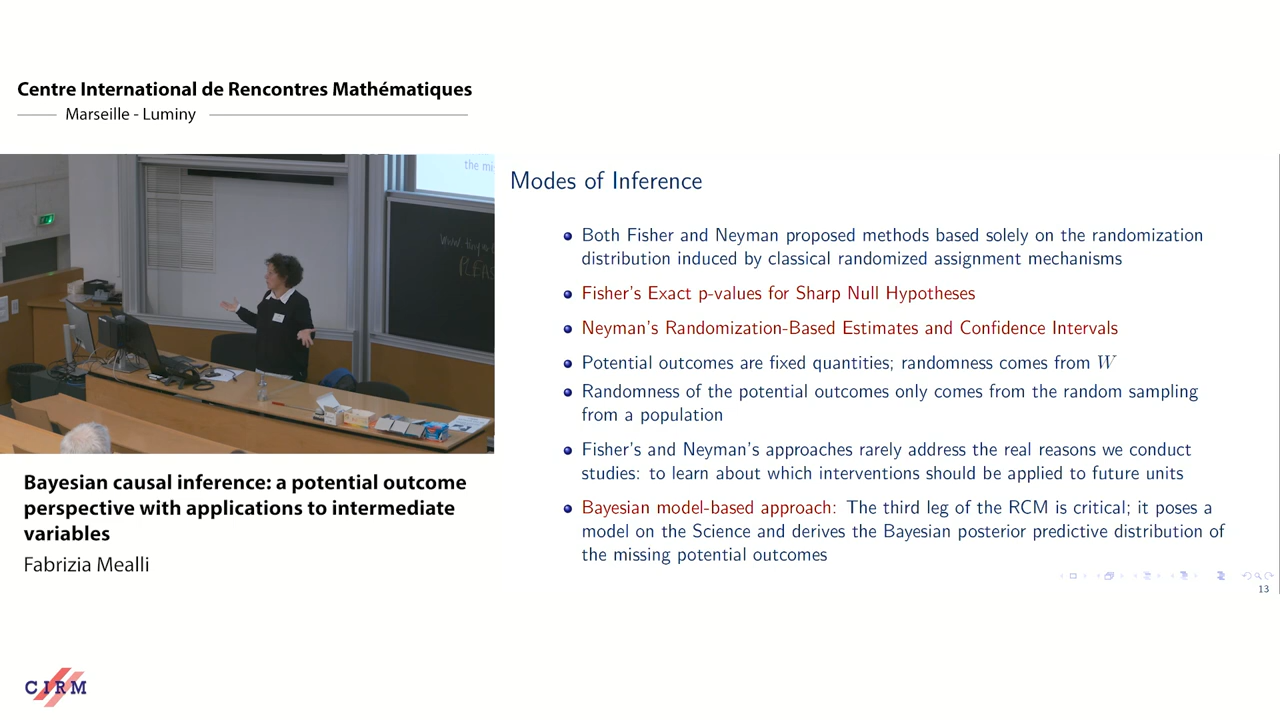 Centre International de Rencontres Mathématiques
Marseille - Luminy
the mi
www.
PLEA
Modes of Inference
Both Fisher and Neyman proposed methods based solely on the randomization
distribution induced by classical randomized assignment mechanisms
Fisher's Exact p-values for Sharp Null Hypotheses
Neyman's Randomization-Based Estimates and Confidence Intervals
Potential outcomes are fixed quantities; randomness comes from W
Randomness of the potential outcomes only comes from the random sampling
from a population
Fisher's and Neyman's approaches rarely address the real reasons we conduct
studies: to learn about which interventions should be applied to future units
Bayesian model-based approach: The third leg of the RCM is critical; it poses a
model on the Science and derives the Bayesian posterior predictive distribution of
the missing potential outcomes
13
Bayesian causal inference: a potential outcome
perspective with applications to intermediate
variables
Fabrizia Mealli
CIRM